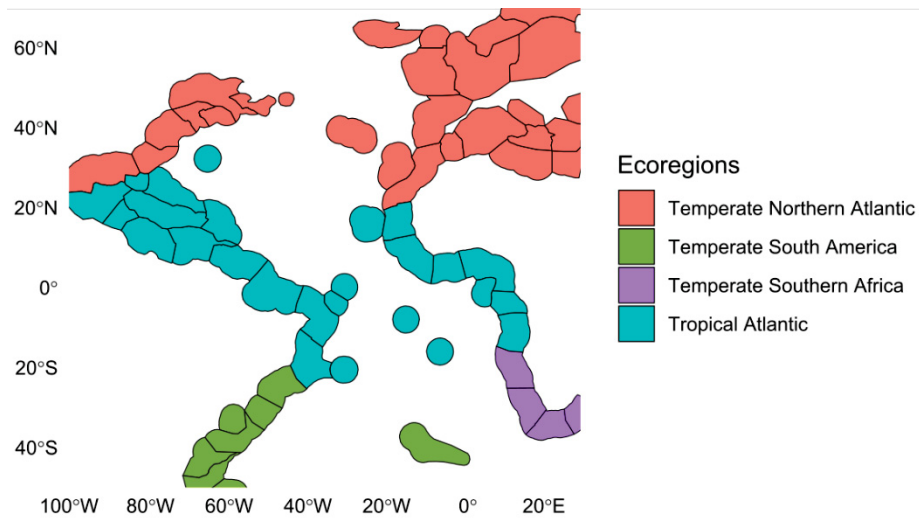 60°N
40°N
20°N
0°
20°S
40°S
100°W 80°W 60°W 40°W 20°W 0° 20°E
Ecoregions
Temperate Northern Atlantic
Temperate South America
Temperate Southern Africa
Tropical Atlantic